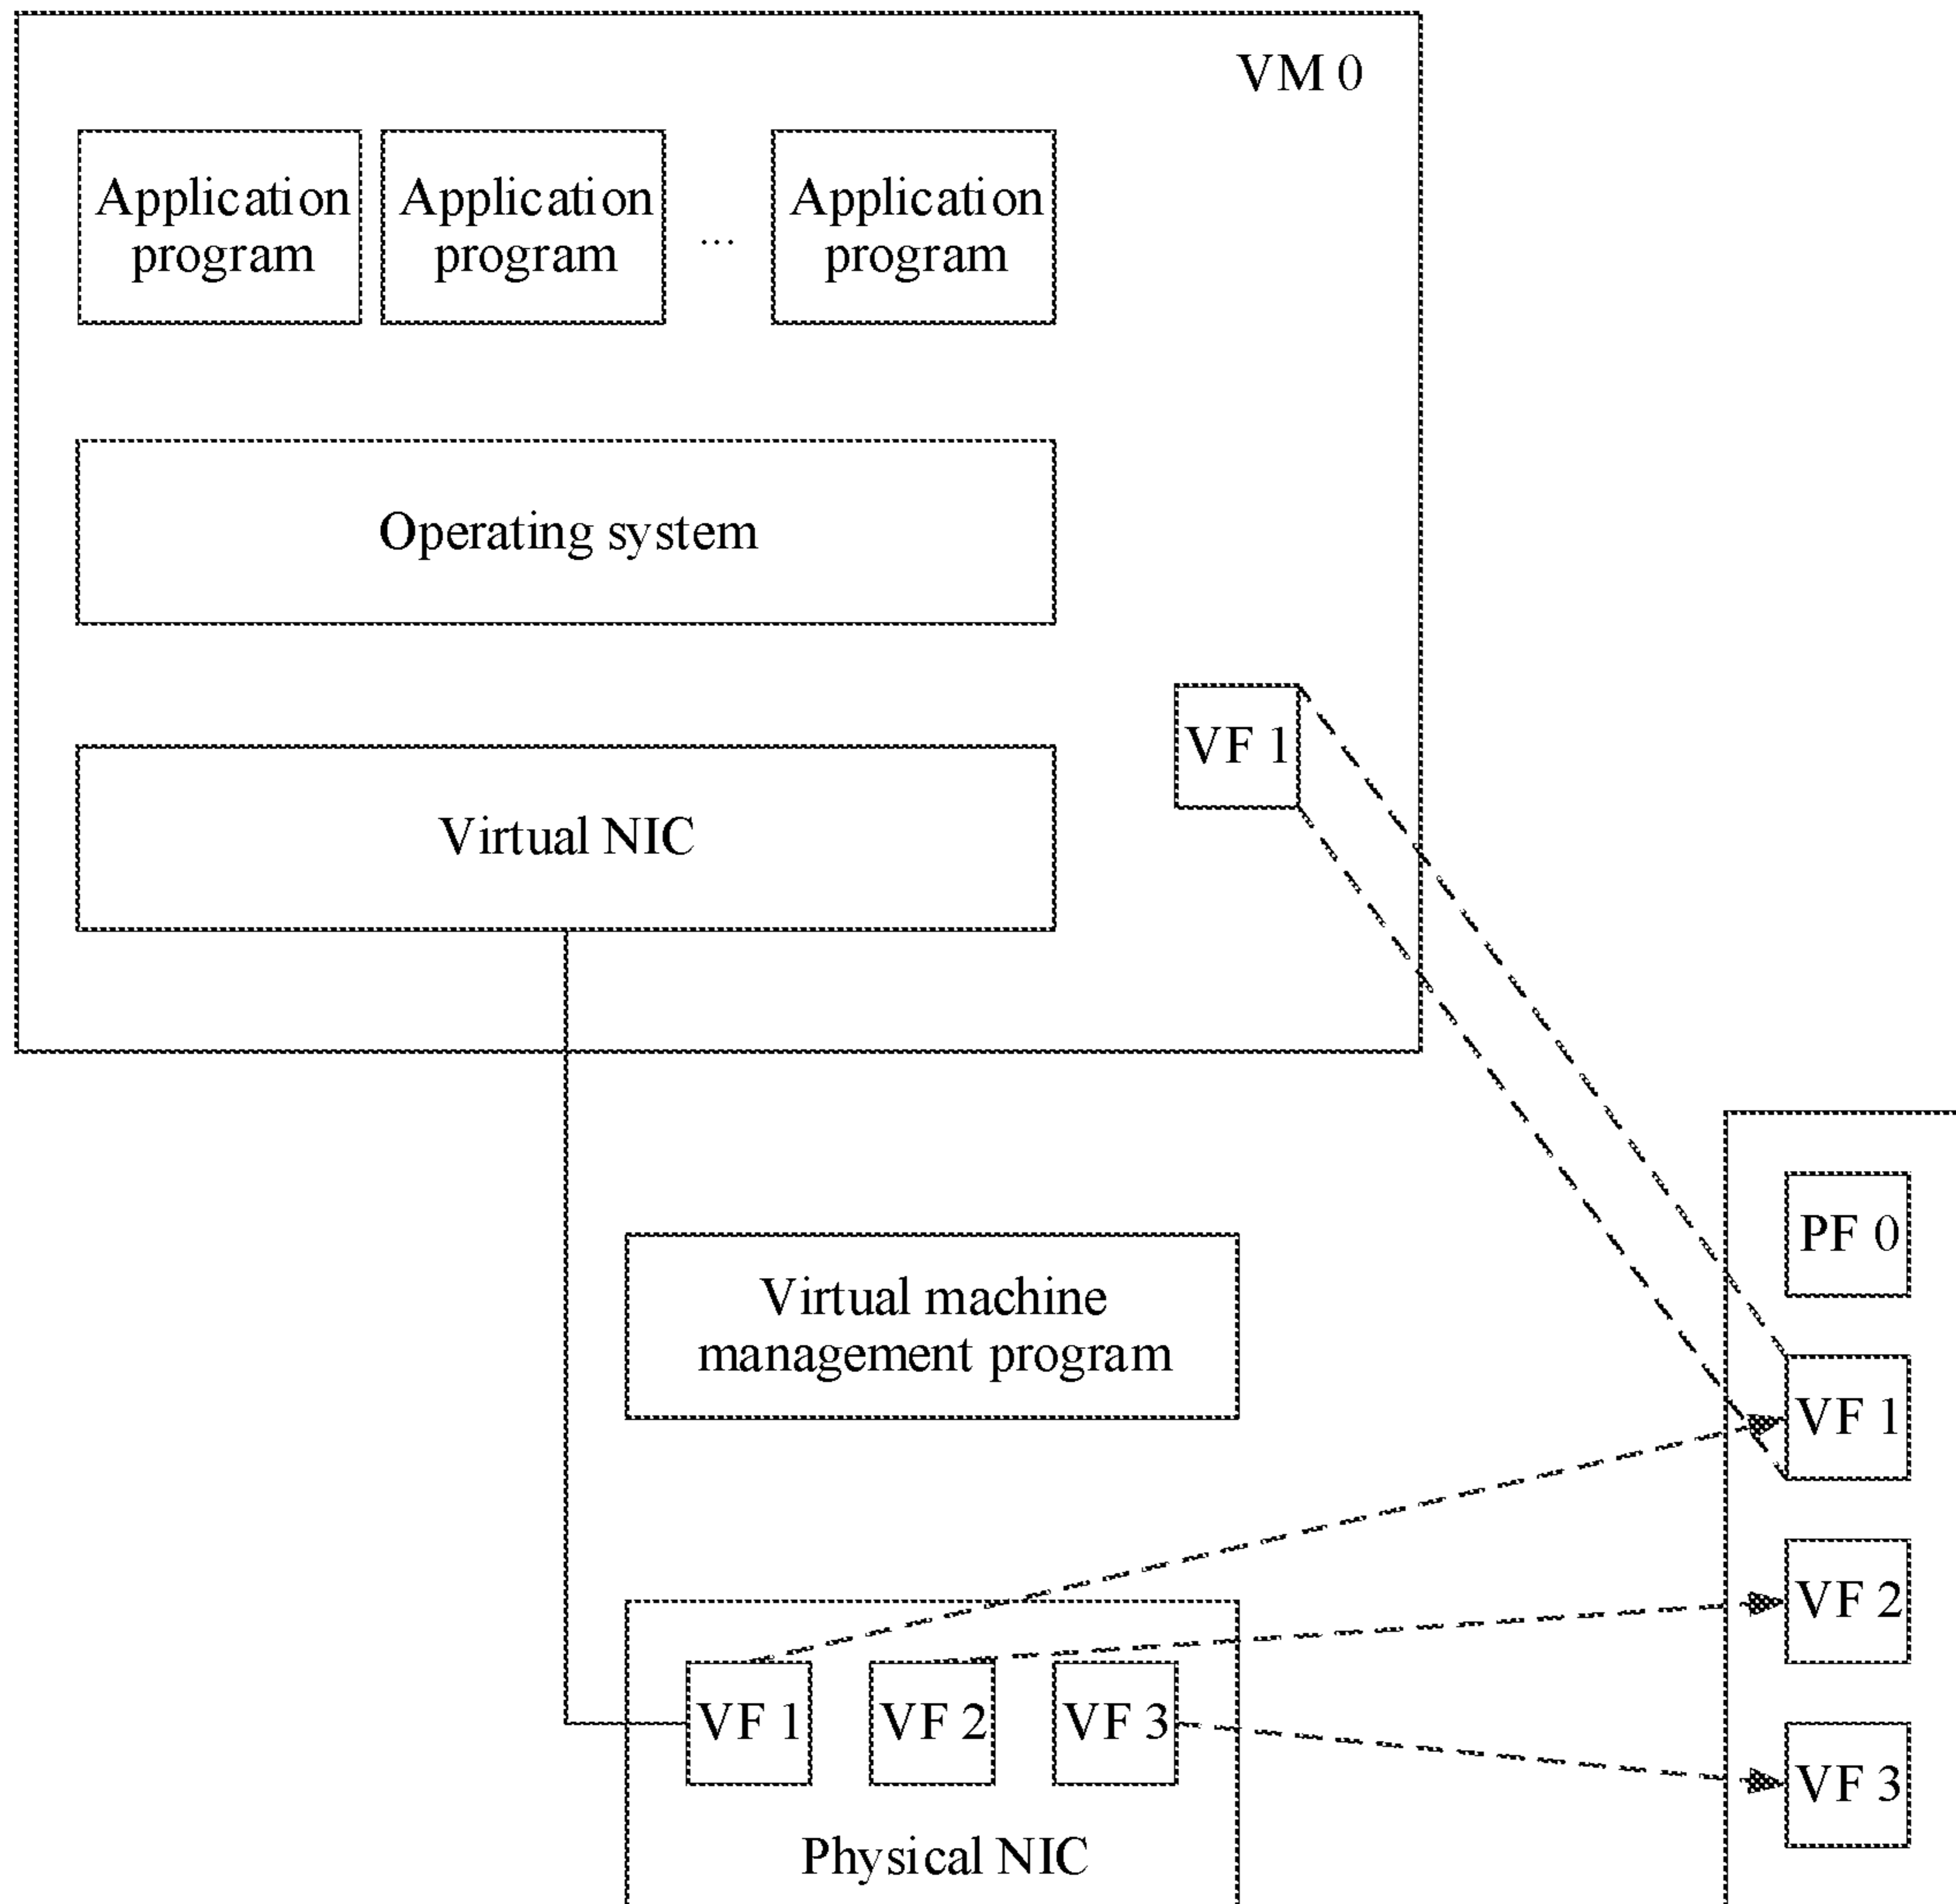 VM 0
Application
program
Application
program
...
Application
program
Operating system
VF 1
Virtual NIC
PF 0
Virtual machine
management program
VF 1
VF 2
VF 1
VF 2
VF 3
VF 3
Physical NIC